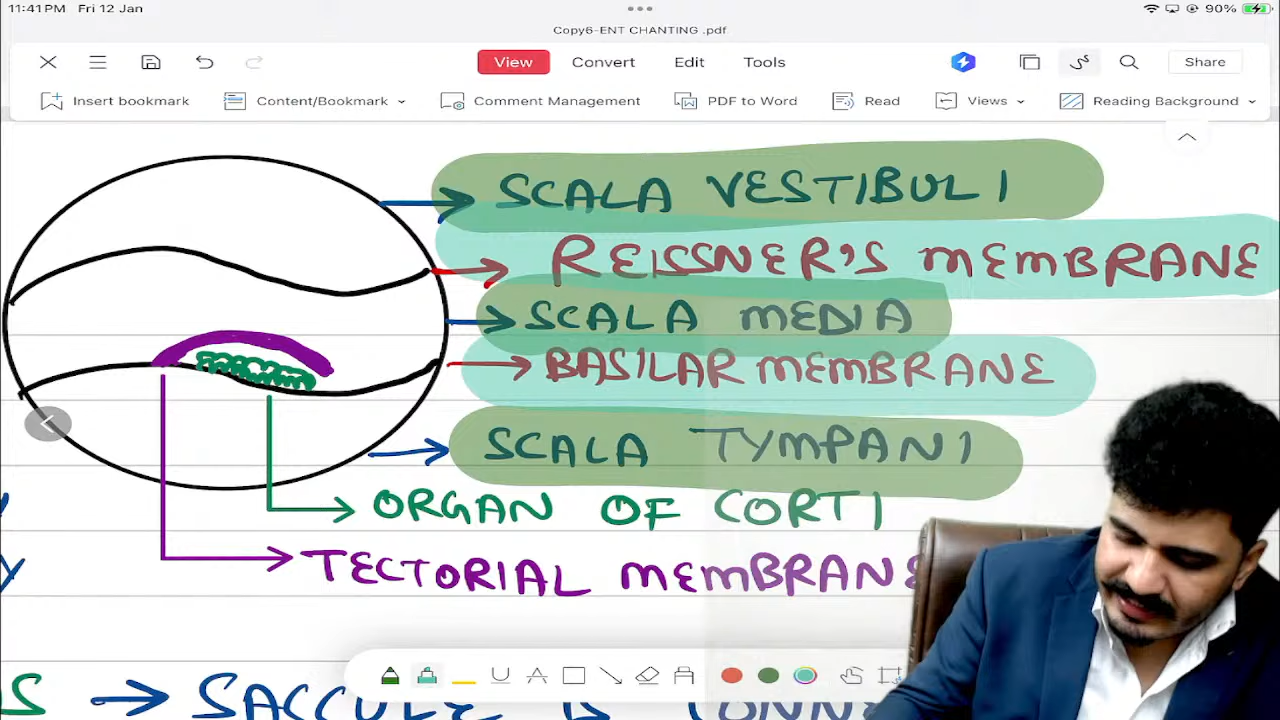 11:41PM Fri 12 Jan 90%
Copy6-ENT CHANTING .pdf
View Convert Edit Tools Share
Insert bookmark Content/Bookmark Comment Management PDF to Word Read Views Reading Background
SCALA VESTIBULI
REISSNER'S MEMBRANE
SCALA MEDIA
BASILAR MEMBRANE
SCALA TYMPANI
ORGAN OF CORTI
TECTORIAL MEMBRANE
SACCULE IS